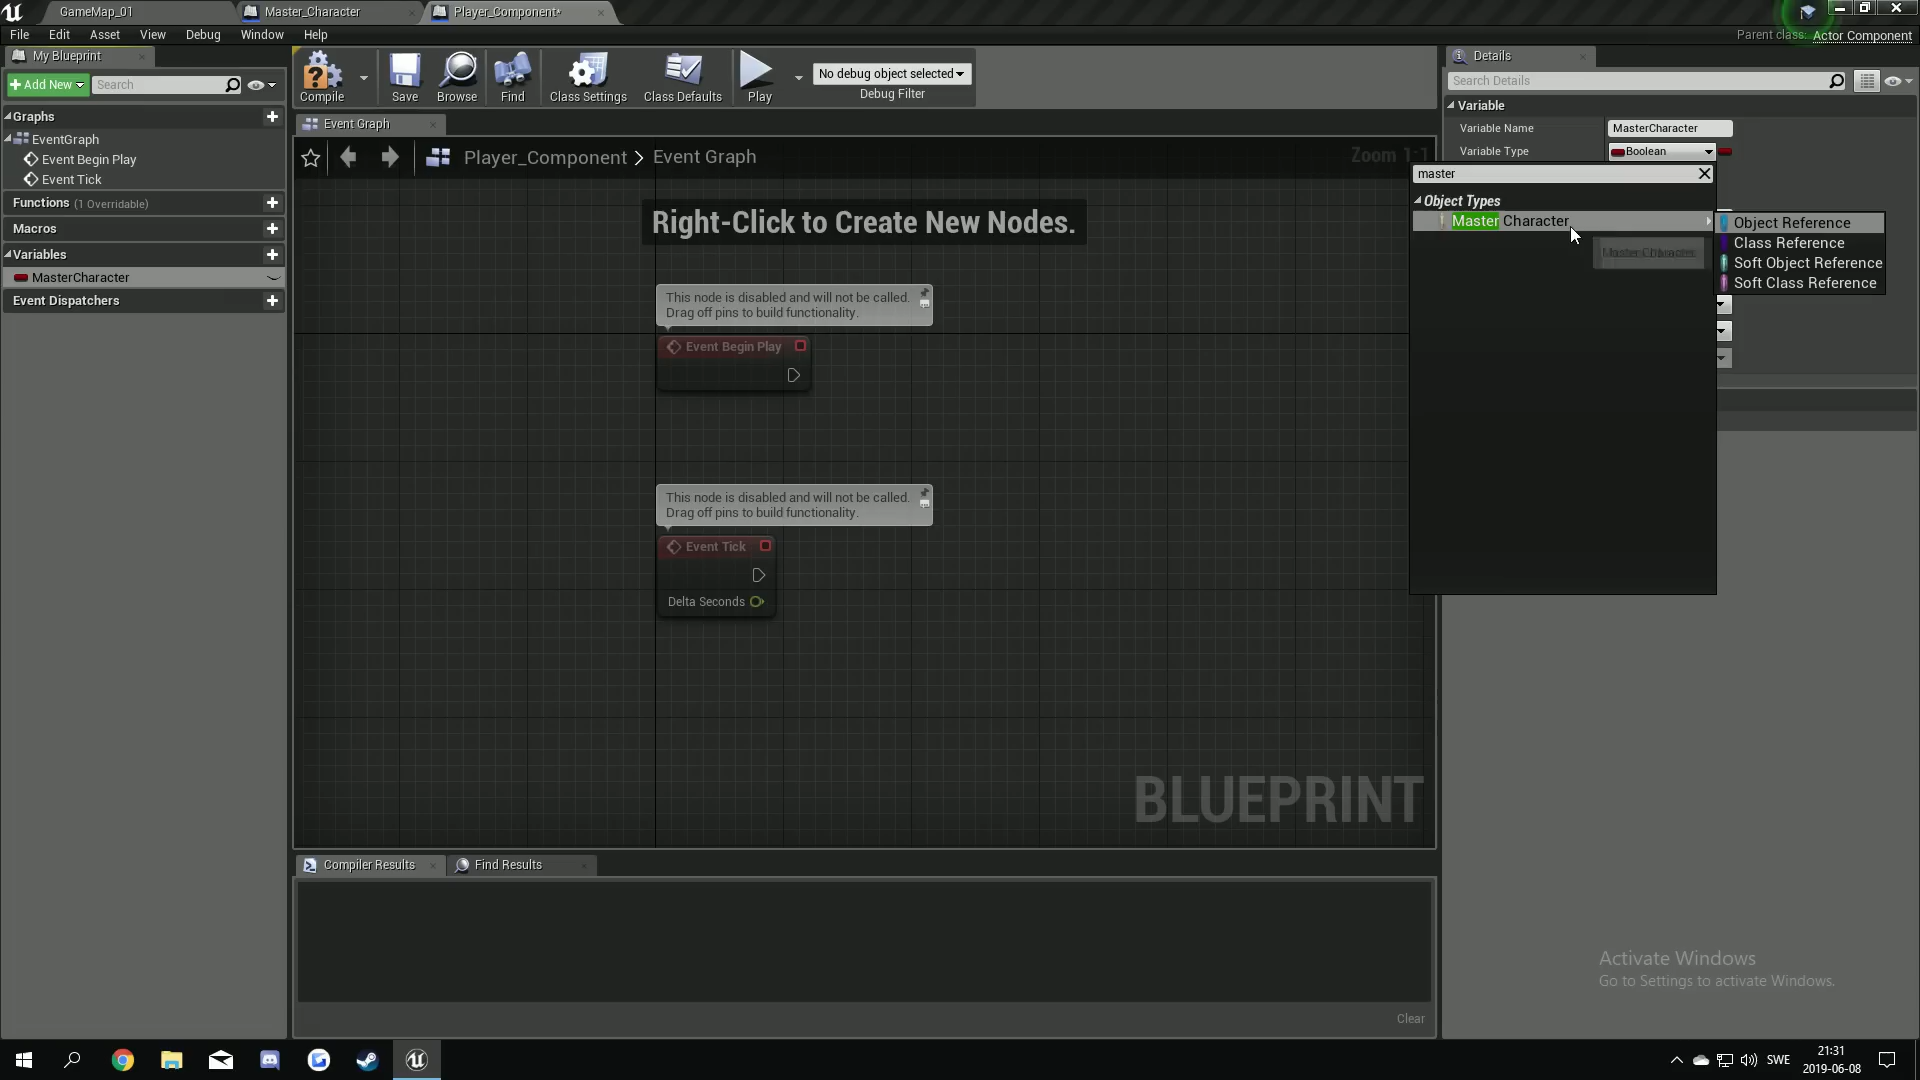 GameMap_01
Master_Character
Player_Component*
File Edit Asset View Debug Window Help
Parent class: Actor Component
My Blueprint
Add New
Search
Graphs
EventGraph
Event Begin Play
Event Tick
Functions (1 Overridable)
Macros
Variables
MasterCharacter
Event Dispatchers
Compile
Save
Browse
Find
Class Settings
Class Defaults
Play
No debug object selected
Debug Filter
Event Graph
Player_Component > Event Graph
Zoom 1:1
Right-Click to Create New Nodes.
This node is disabled and will not be called.
Drag off pins to build functionality.
Event Begin Play
This node is disabled and will not be called.
Drag off pins to build functionality.
Event Tick
Delta Seconds
BLUEPRINT
Compiler Results
Find Results
Clear
Details
Search Details
Variable
Variable Name
MasterCharacter
Variable Type
Boolean
master
Object Types
Master Character
Master Character
Object Reference
Class Reference
Soft Object Reference
Soft Class Reference
Activate Windows
Go to Settings to activate Windows.
SWE
21:31
2019-06-08